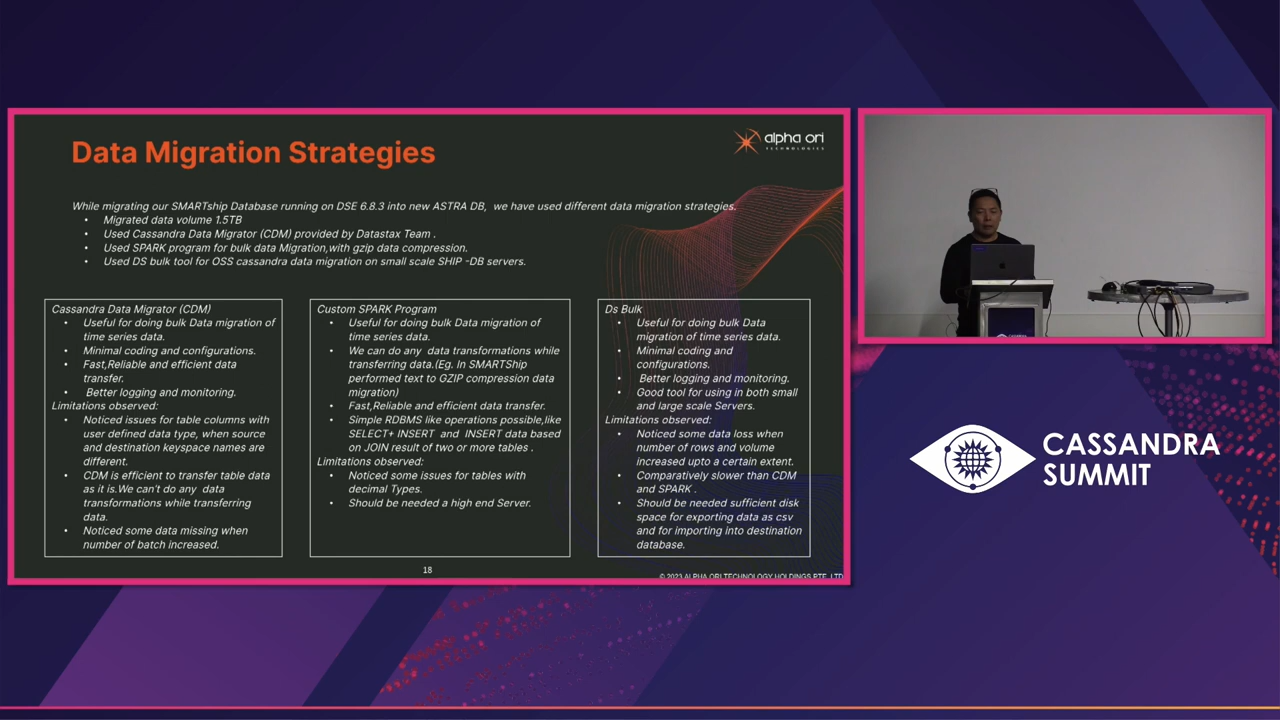 Data Migration Strategies
alpha ori
TECHNOLOGIES
While migrating our SMARTship Database running on DSE 6.8.3 into new ASTRA DB, we have used different data migration strategies.
• Migrated data volume 1.5TB
• Used Cassandra Data Migrator (CDM) provided by Datastax Team .
• Used SPARK program for bulk data Migration,with gzip data compression.
• Used DS bulk tool for OSS cassandra data migration on small scale SHIP -DB servers.
Cassandra Data Migrator (CDM)
• Useful for doing bulk Data migration of
time series data.
• Minimal coding and configurations.
• Fast,Reliable and efficient data
transfer.
• Better logging and monitoring.
Limitations observed:
• Noticed issues for table columns with
user defined data type, when source
and destination keyspace names are
different.
• CDM is efficient to transfer table data
as it is.We can't do any data
transformations while transferring
data.
• Noticed some data missing when
number of batch increased.
Custom SPARK Program
• Useful for doing bulk Data migration of
time series data.
• We can do any data transformations while
transferring data.(Eg. In SMARTShip
performed text to GZIP compression data
migration)
• Fast,Reliable and efficient data transfer.
• Simple RDBMS like operations possible,like
SELECT+ INSERT and INSERT data based
on JOIN result of two or more tables .
Limitations observed:
• Noticed some issues for tables with
decimal Types.
• Should be needed a high end Server.
Ds Bulk
• Useful for doing bulk Data
migration of time series data.
• Minimal coding and
configurations.
• Better logging and monitoring.
• Good tool for using in both small
and large scale Servers.
Limitations observed:
• Noticed some data loss when
number of rows and volume
increased upto a certain extent.
• Comparatively slower than CDM
and SPARK .
• Should be needed sufficient disk
space for exporting data as csv
and for importing into destination
database.
18
© 2023 ALPHA ORI TECHNOLOGY HOLDINGS PTE. LTD
CASSANDRA
SUMMIT